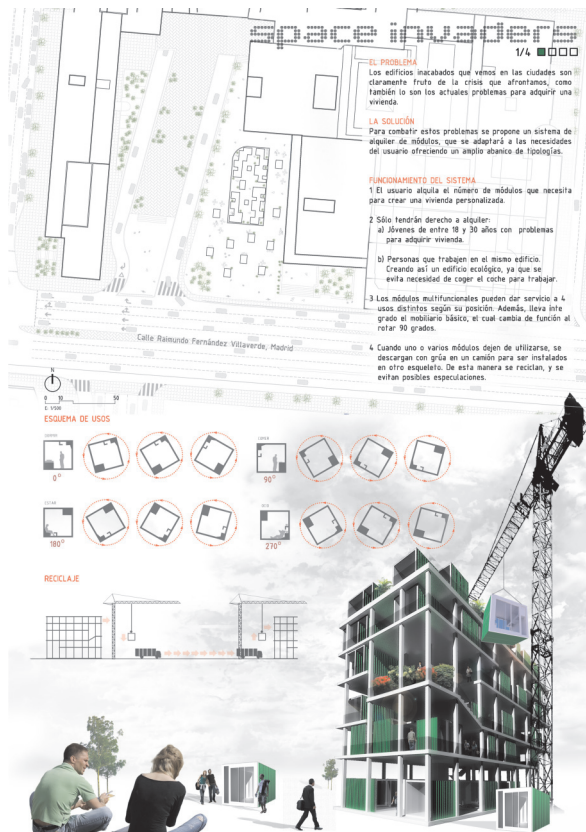 space invaders
1/4
EL PROBLEMA
Los edificios inacabados que vemos en las ciudades son
claramente fruto de la crisis que afrontamos, como
también lo son los actuales problemas para adquirir una
vivienda.
LA SOLUCIÓN
Para combatir estos problemas se propone un sistema de
alquiler de módulos, que se adaptará a las necesidades
del usuario ofreciendo un amplio abanico de tipologías.
FUNCIONAMIENTO DEL SISTEMA
1 El usuario alquila el número de módulos que necesita
para crear una vivienda personalizada.
2 Sólo tendrán derecho a alquiler:
a) Jóvenes de entre 18 y 30 años con problemas
para adquirir vivienda.
b) Personas que trabajen en el mismo edificio.
Creando así un edificio ecológico, ya que se
evita necesidad de coger el coche para trabajar.
3 Los módulos multifuncionales pueden dar servicio a 4
usos distintos según su posición. Además, lleva inte
grado el mobiliario básico, el cual cambia de función al
rotar 90 grados.
4 Cuando uno o varios módulos dejen de utilizarse, se
descargan con grúa en un camión para ser instalados
en otro esqueleto. De esta manera se reciclan, y se
evitan posibles especulaciones.
Calle Raimundo Fernández Villaverde, Madrid
N
0 10 50
E: 1/500
ESQUEMA DE USOS
0°
90°
180°
270°
RECICLAJE